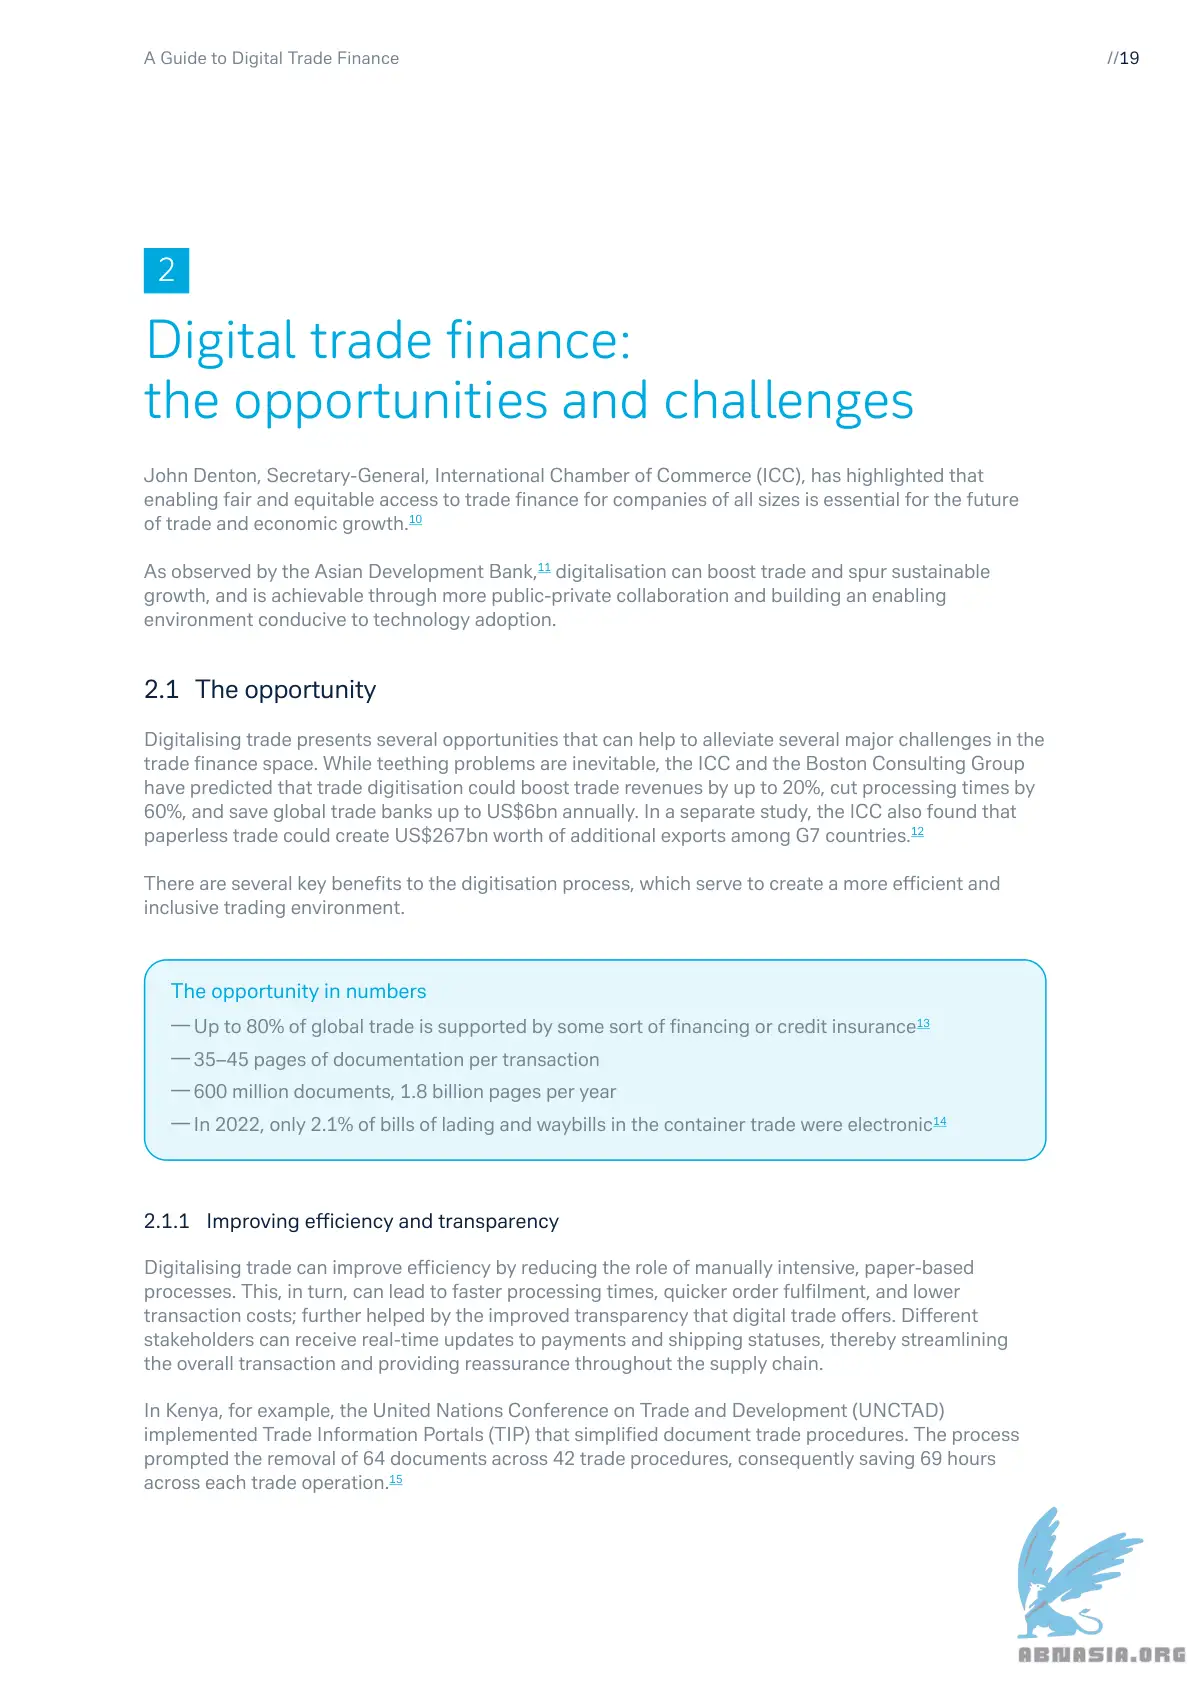 A Guide to Digital Trade Finance
//19
2
Digital trade finance:
the opportunities and challenges
John Denton, Secretary-General, International Chamber of Commerce (ICC), has highlighted that
enabling fair and equitable access to trade finance for companies of all sizes is essential for the future
of trade and economic growth.10
As observed by the Asian Development Bank,11 digitalisation can boost trade and spur sustainable
growth, and is achievable through more public-private collaboration and building an enabling
environment conducive to technology adoption.
2.1 The opportunity
Digitalising trade presents several opportunities that can help to alleviate several major challenges in the
trade finance space. While teething problems are inevitable, the ICC and the Boston Consulting Group
have predicted that trade digitisation could boost trade revenues by up to 20%, cut processing times by
60%, and save global trade banks up to US$6bn annually. In a separate study, the ICC also found that
paperless trade could create US$267bn worth of additional exports among G7 countries.12
There are several key benefits to the digitisation process, which serve to create a more efficient and
inclusive trading environment.
The opportunity in numbers
— Up to 80% of global trade is supported by some sort of financing or credit insurance13
— 35–45 pages of documentation per transaction
— 600 million documents, 1.8 billion pages per year
— In 2022, only 2.1% of bills of lading and waybills in the container trade were electronic14
2.1.1 Improving efficiency and transparency
Digitalising trade can improve efficiency by reducing the role of manually intensive, paper-based
processes. This, in turn, can lead to faster processing times, quicker order fulfilment, and lower
transaction costs; further helped by the improved transparency that digital trade offers. Different
stakeholders can receive real-time updates to payments and shipping statuses, thereby streamlining
the overall transaction and providing reassurance throughout the supply chain.
In Kenya, for example, the United Nations Conference on Trade and Development (UNCTAD)
implemented Trade Information Portals (TIP) that simplified document trade procedures. The process
prompted the removal of 64 documents across 42 trade procedures, consequently saving 69 hours
across each trade operation.15
ABNASIA.ORG